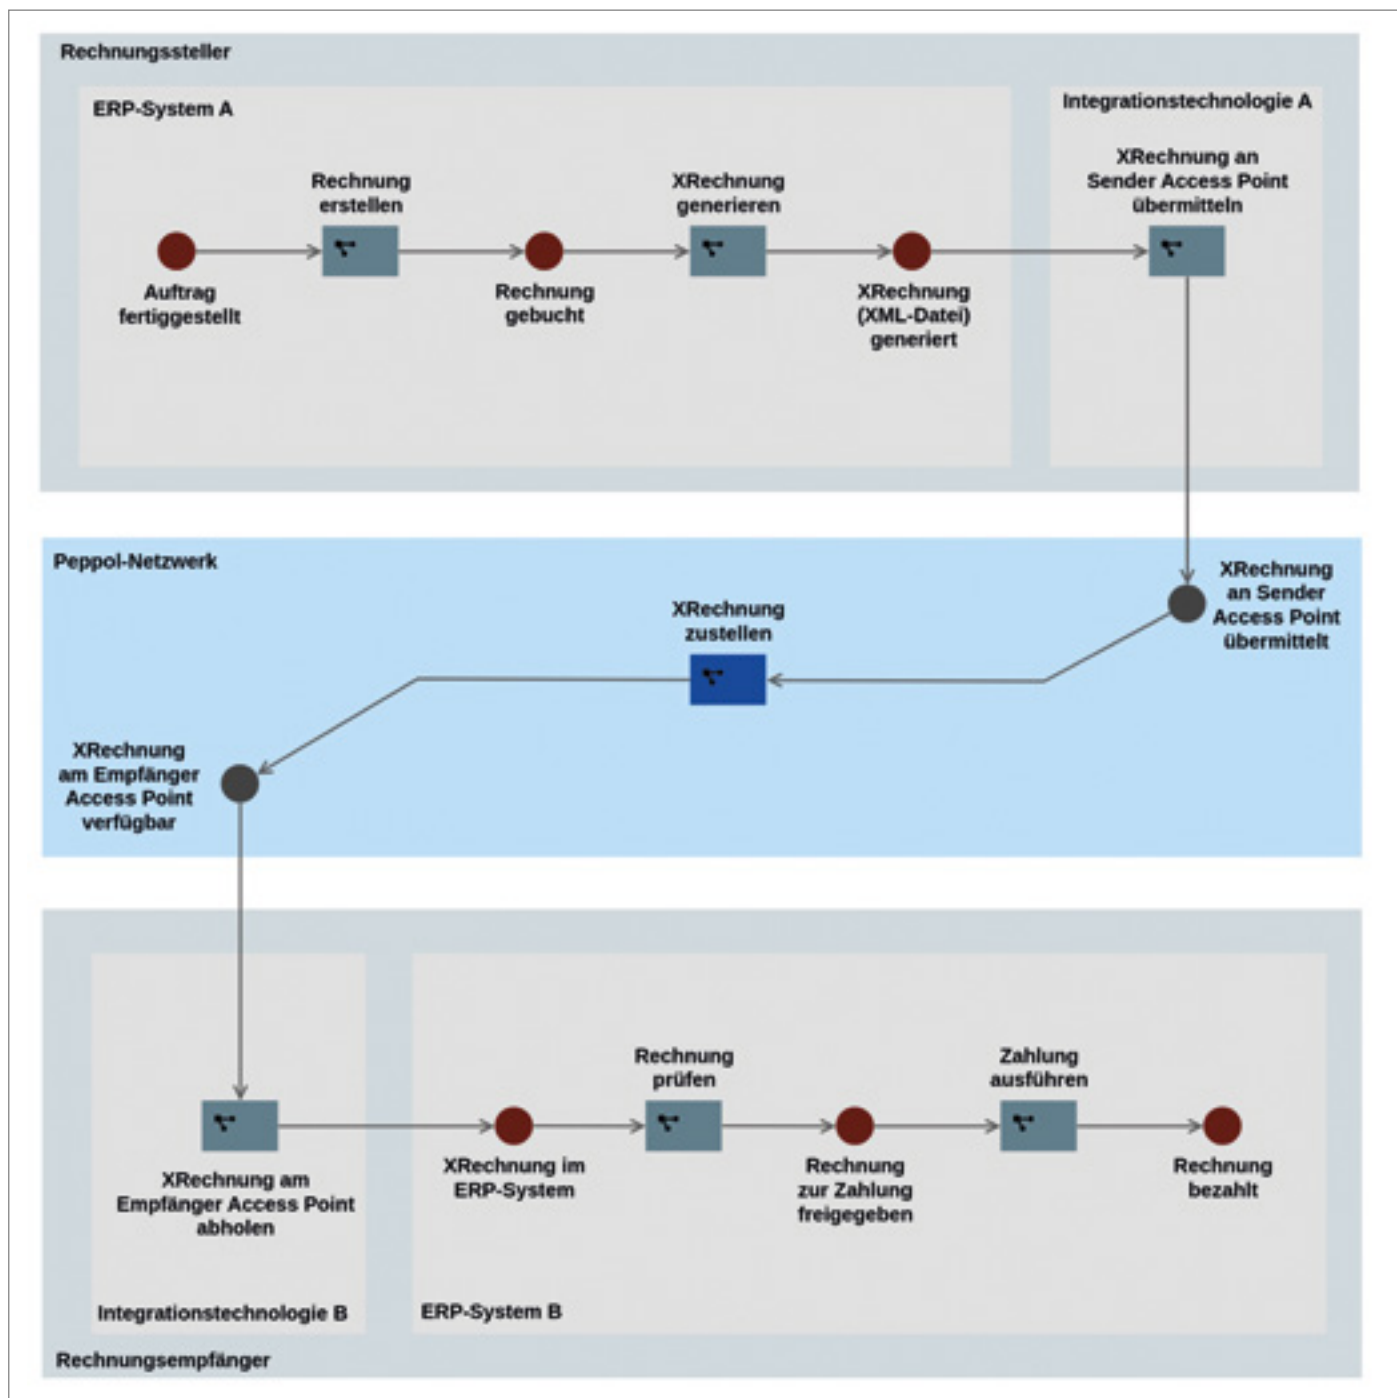 Rechnungssteller
ERP-System A
Integrationstechnologie A
Rechnung
erstellen
XRechnung
generieren
XRechnung an
Sender Access Point
übermitteln
Auftrag
fertiggestellt
Rechnung
gebucht
XRechnung
(XML-Datei)
generiert
Peppol-Netzwerk
XRechnung
an Sender
Access Point
übermittelt
XRechnung
zustellen
XRechnung
am Empfänger
Access Point
verfügbar
Rechnung
prüfen
Zahlung
ausführen
XRechnung am
Empfänger Access Point
abholen
XRechnung im
ERP-System
Rechnung
zur Zahlung
freigegeben
Rechnung
bezahlt
Integrationstechnologie B
ERP-System B
Rechnungsempfänger